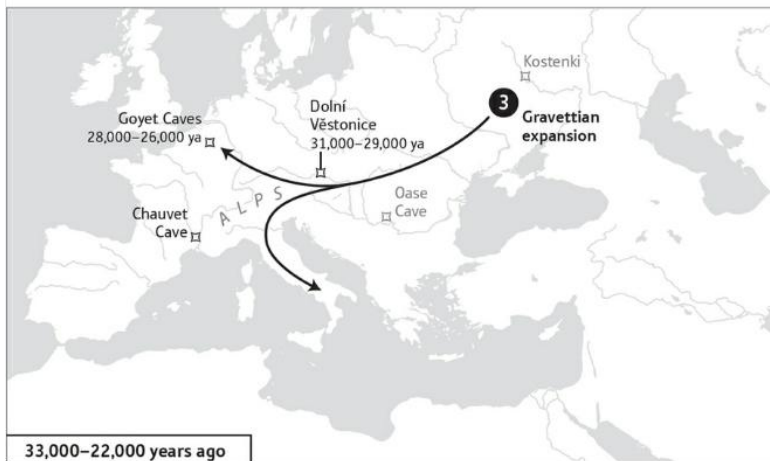 Kostenki
3
Gravettian
expansion
Dolní
Věstonice
31,000–29,000 ya
Goyet Caves
28,000–26,000 ya
Oase
Cave
ALPS
Chauvet
Cave
33,000–22,000 years ago